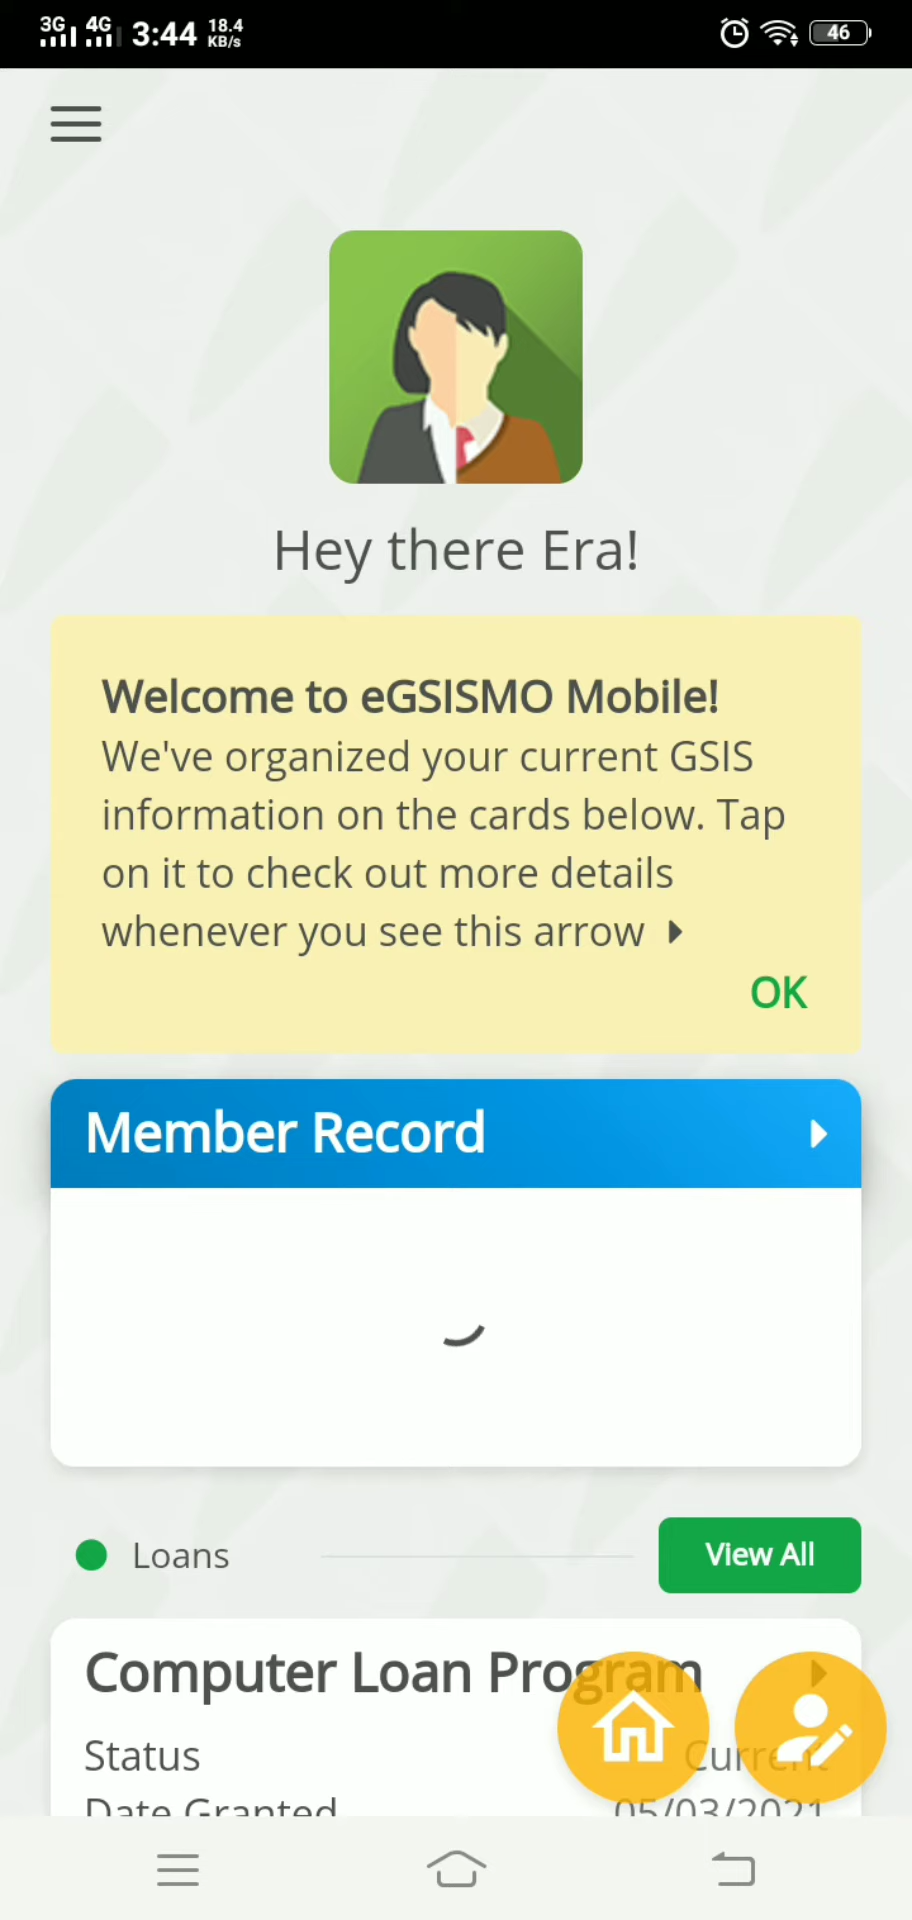 3G 4G 3:44 18.4 KB/s 46
Hey there Era!
Welcome to eGSISMO Mobile!
We've organized your current GSIS
information on the cards below. Tap
on it to check out more details
whenever you see this arrow
OK
Member Record
Loans
View All
Computer Loan Program
Status Current
Date Granted 05/03/2021